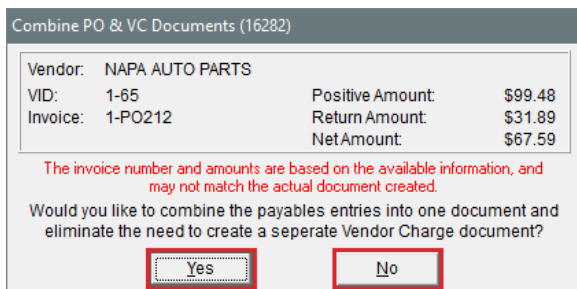 Combine PO & VC Documents (16282)
Vendor: NAPA AUTO PARTS
VID: 1-65 Positive Amount: $99.48
Invoice: 1-PO212 Return Amount: $31.89
Net Amount: $67.59
The invoice number and amounts are based on the available information, and
may not match the actual document created.
Would you like to combine the payables entries into one document and
eliminate the need to create a seperate Vendor Charge document?
Yes No